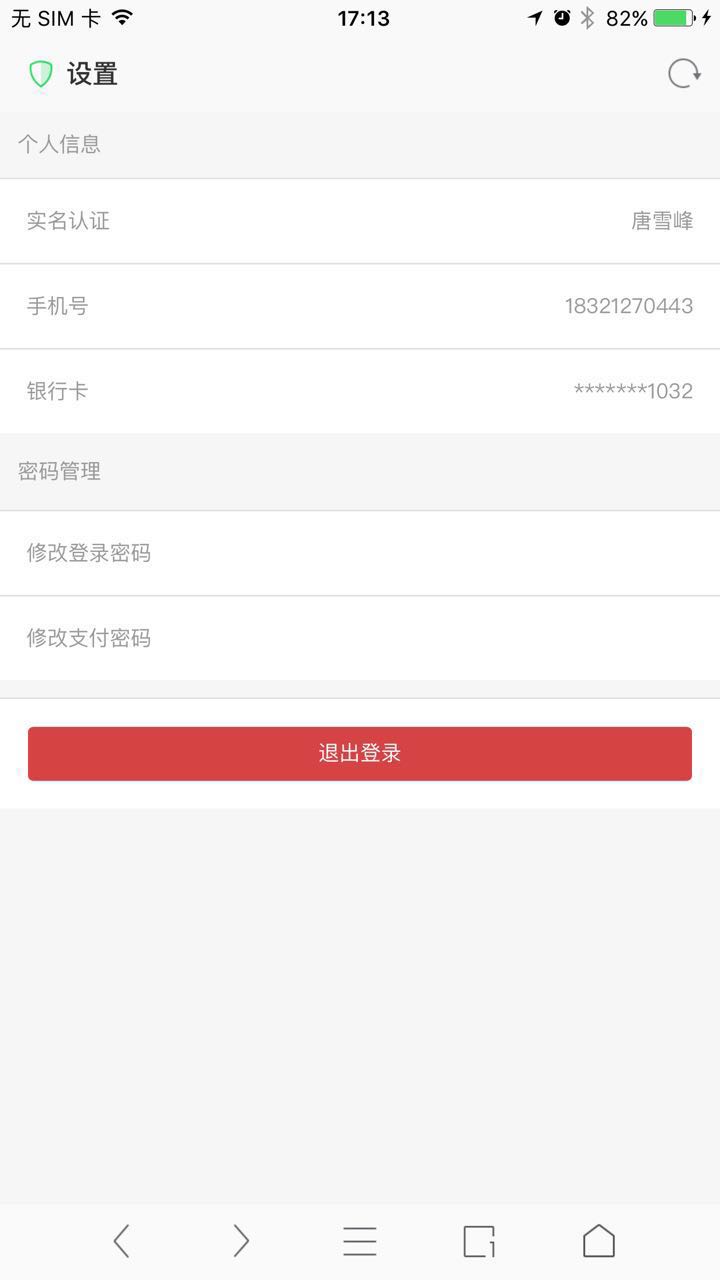 无 SIM 卡 17:13 82%
设置
个人信息
实名认证 唐雪峰
手机号 18321270443
银行卡 *******1032
密码管理
修改登录密码
修改支付密码
退出登录
1